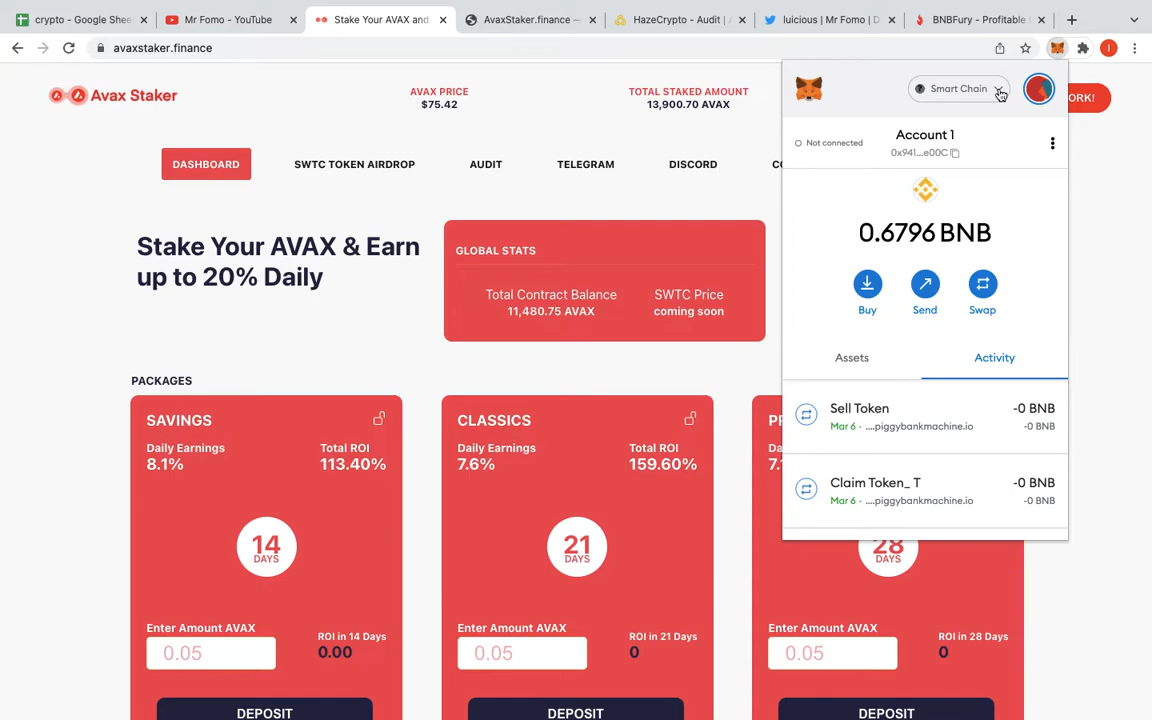 crypto - Google Shee
Mr Fomo - YouTube
Stake Your AVAX and
AvaxStaker.finance —
HazeCrypto - Audit | A
luicious | Mr Fomo | D
BNBFury - Profitable
avaxstaker.finance
I
Avax Staker
AVAX PRICE
$75.42
TOTAL STAKED AMOUNT
13,900.70 AVAX
ORK!
Smart Chain
DASHBOARD
SWTC TOKEN AIRDROP
AUDIT
TELEGRAM
DISCORD
Not connected
Account 1
0x941...e00C
0.6796 BNB
Buy
Send
Swap
Assets
Activity
Sell Token
-0 BNB
Mar 6 - ....piggybankmachine.io
-0 BNB
Claim Token_ T
-0 BNB
Mar 6 - ....piggybankmachine.io
-0 BNB
Stake Your AVAX & Earn
up to 20% Daily
GLOBAL STATS
Total Contract Balance
11,480.75 AVAX
SWTC Price
coming soon
PACKAGES
SAVINGS
Daily Earnings
8.1%
Total ROI
113.40%
14
DAYS
Enter Amount AVAX
0.05
ROI in 14 Days
0.00
DEPOSIT
CLASSICS
Daily Earnings
7.6%
Total ROI
159.60%
21
DAYS
Enter Amount AVAX
0.05
ROI in 21 Days
0
DEPOSIT
28
DAYS
Enter Amount AVAX
0.05
ROI in 28 Days
0
DEPOSIT